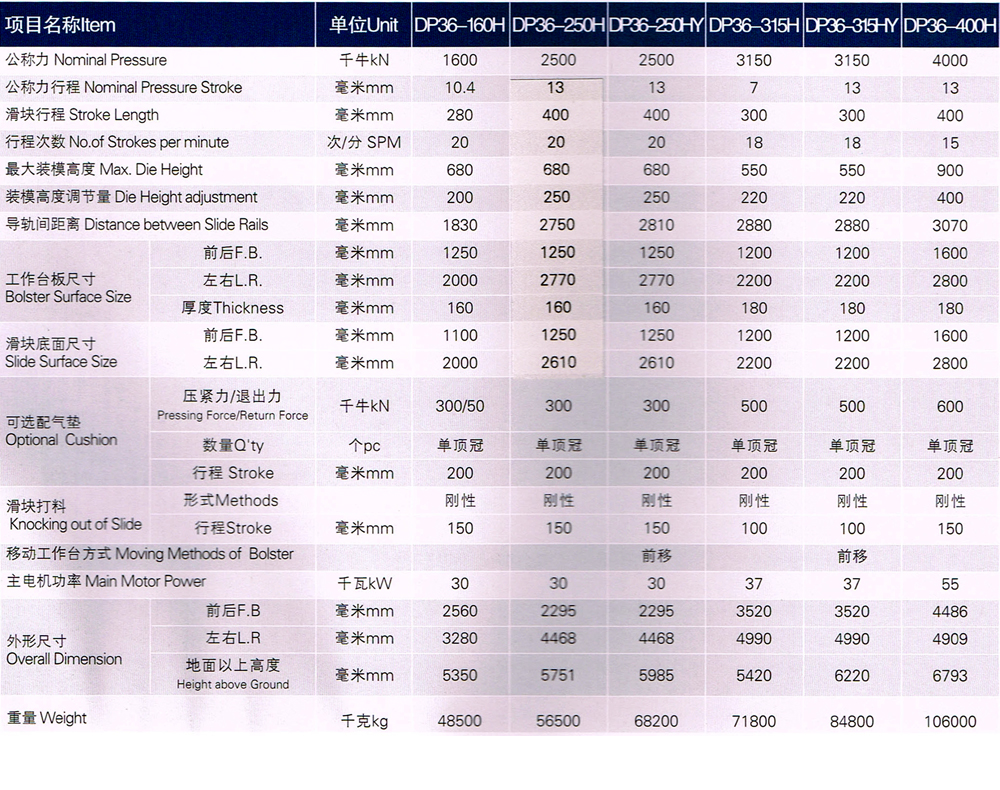 项目名称Item 单位Unit DP36-160H DP36-250H DP36-250HY DP36-315H DP36-315HY DP36-400H
公称力 Nominal Pressure 千牛kN 1600 2500 2500 3150 3150 4000
公称力行程 Nominal Pressure Stroke 毫米mm 10.4 13 13 7 13 13
滑块行程 Stroke Length 毫米mm 280 400 400 300 300 400
行程次数 No.of Strokes per minute 次/分 SPM 20 20 20 18 18 15
最大装模高度 Max. Die Height 毫米mm 680 680 680 550 550 900
装模高度调节量 Die Height adjustment 毫米mm 200 250 250 220 220 400
导轨间距离 Distance between Slide Rails 毫米mm 1830 2750 2810 2880 2880 3070
工作台板尺寸
Bolster Surface Size
前后F.B. 毫米mm 1250 1250 1250 1200 1200 1600
左右L.R. 毫米mm 2000 2770 2770 2200 2200 2800
厚度Thickness 毫米mm 160 160 160 180 180 180
滑块底面尺寸
Slide Surface Size
前后F.B. 毫米mm 1100 1250 1250 1200 1200 1600
左右L.R. 毫米mm 2000 2610 2610 2200 2200 2800
可选配气垫
Optional Cushion
压紧力/退出力
Pressing Force/Return Force
千牛kN 300/50 300 300 500 500 600
数量Q'ty 个pc 单顶冠 单顶冠 单顶冠 单顶冠 单顶冠 单顶冠
行程 Stroke 毫米mm 200 200 200 200 200 200
滑块打料
Knocking out of Slide
形式Methods 刚性 刚性 刚性 刚性 刚性 刚性
行程Stroke 毫米mm 150 150 150 100 100 150
移动工作台方式 Moving Methods of Bolster 前移 前移
主电机功率 Main Motor Power 千瓦kW 30 30 30 37 37 55
外形尺寸
Overall Dimension
前后F.B 毫米mm 2560 2295 2295 3520 3520 4486
左右L.R 毫米mm 3280 4468 4468 4990 4990 4909
地面以上高度
Height above Ground
毫米mm 5350 5751 5985 5420 6220 6793
重量 Weight 千克kg 48500 56500 68200 71800 84800 106000